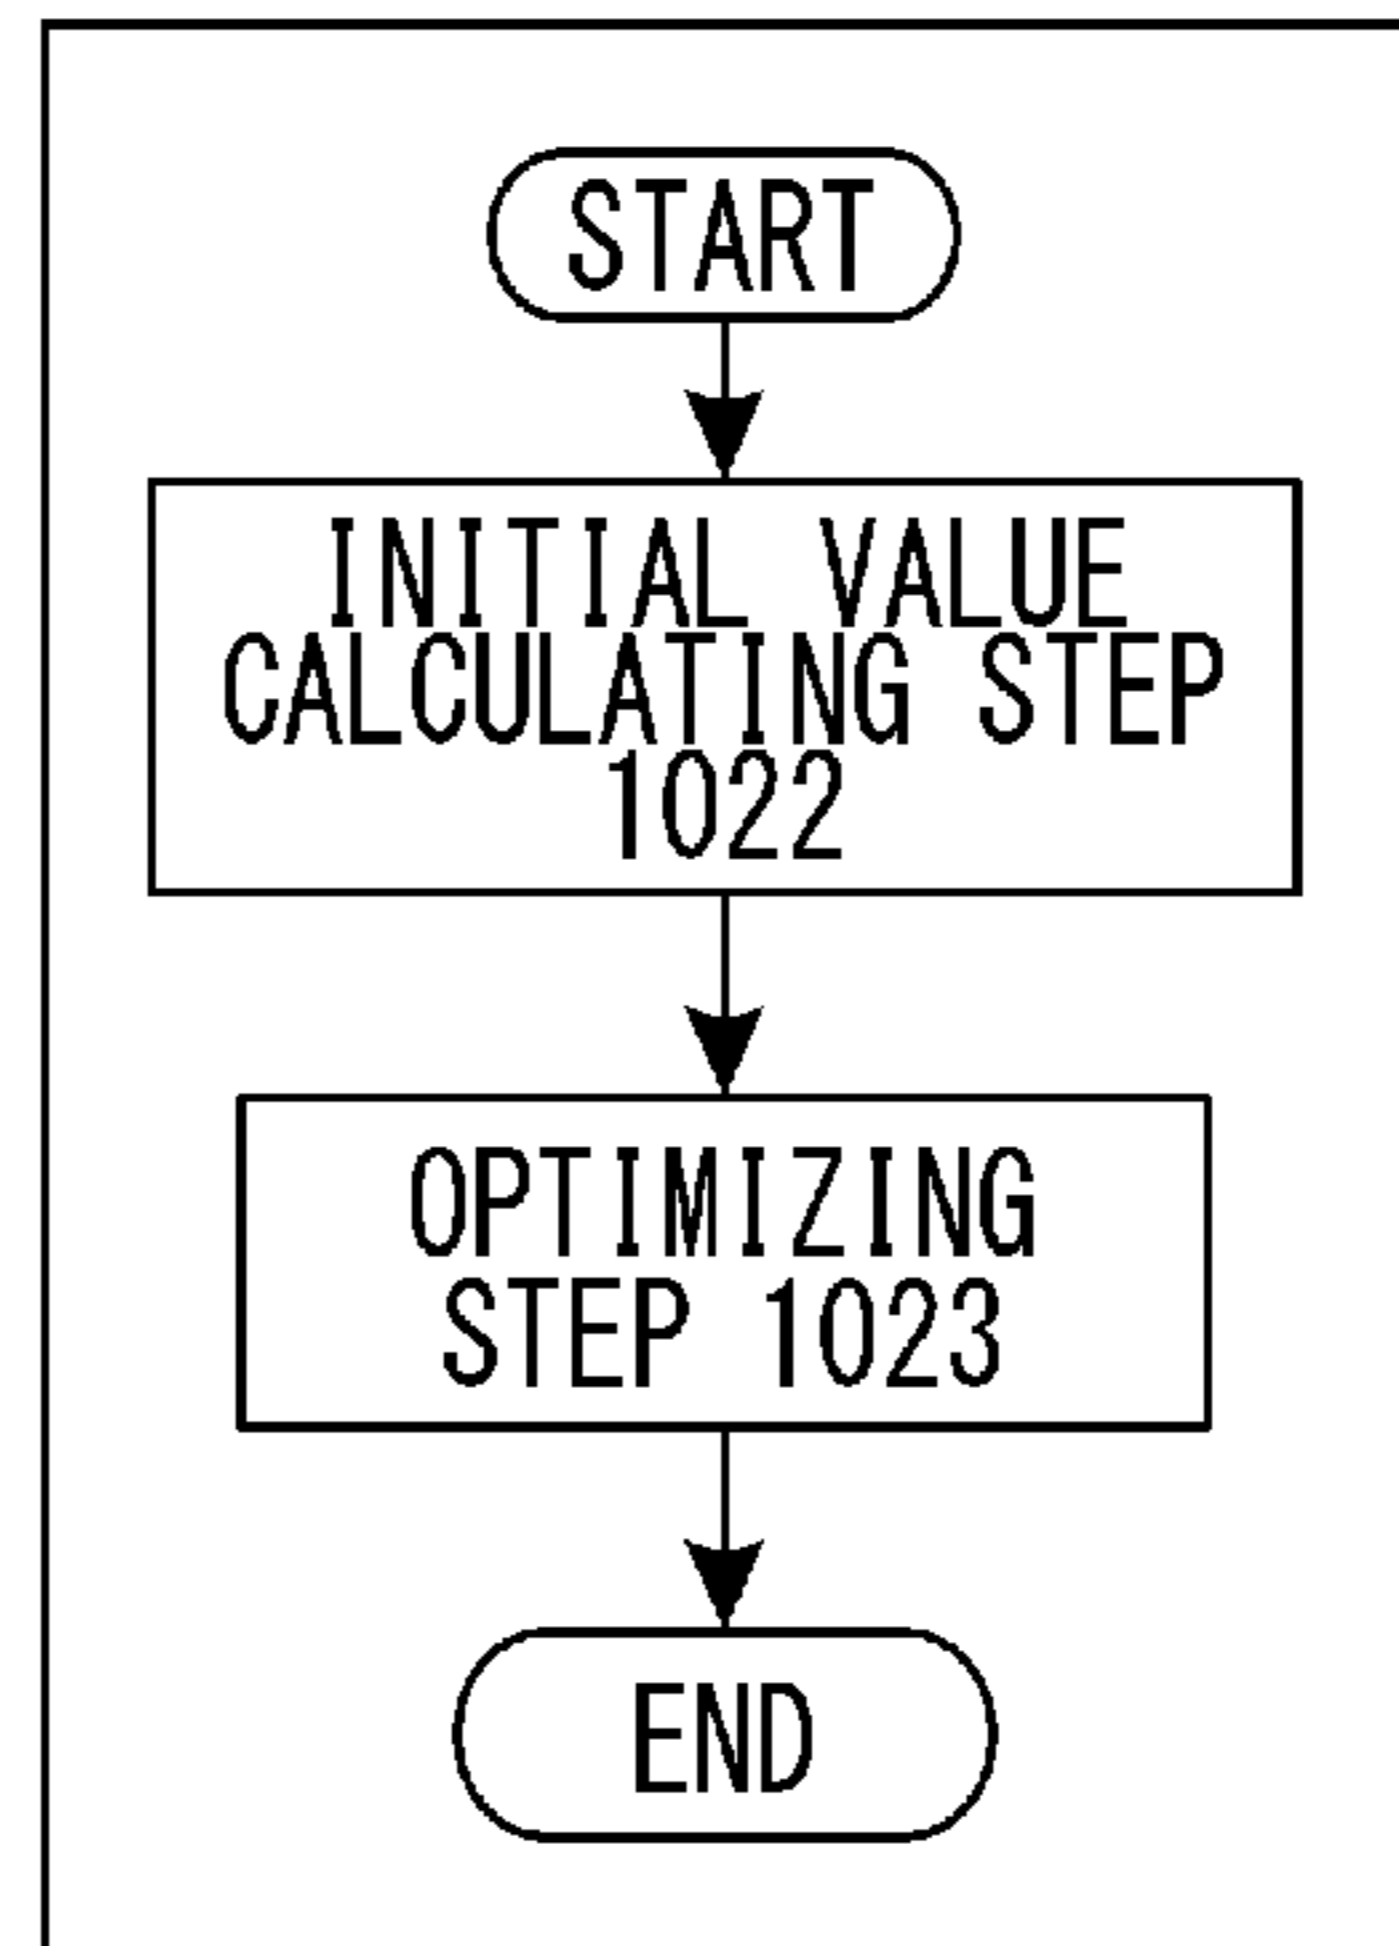 START
INITIAL VALUE
CALCULATING STEP
1022
OPTIMIZING
STEP 1023
END